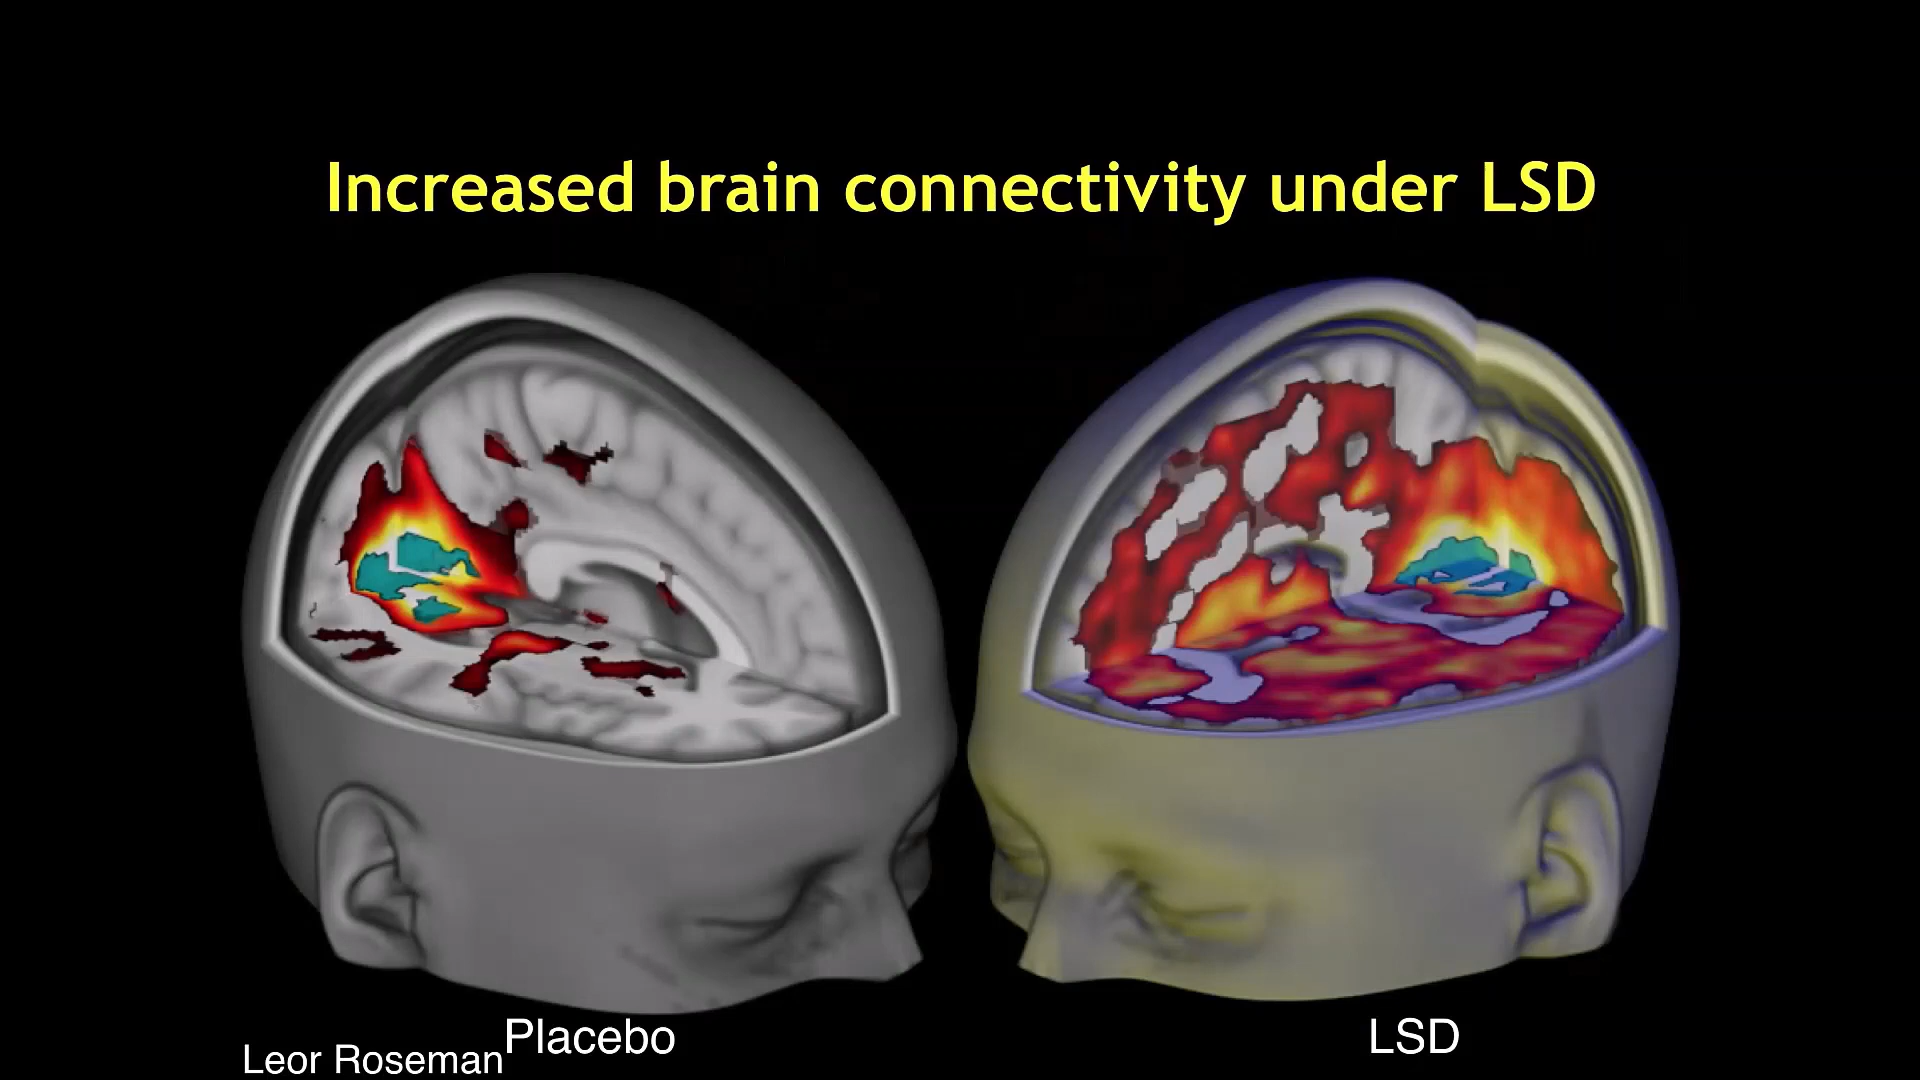 Increased brain connectivity under LSD
Placebo
LSD
Leor Roseman